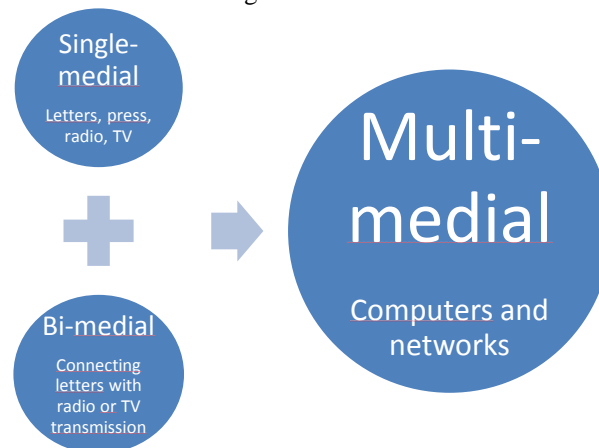 Single-
medial
Letters, press,
radio, TV
Multi-
medial
Computers and
networks
Bi-medial
Connecting
letters with
radio or TV
transmission